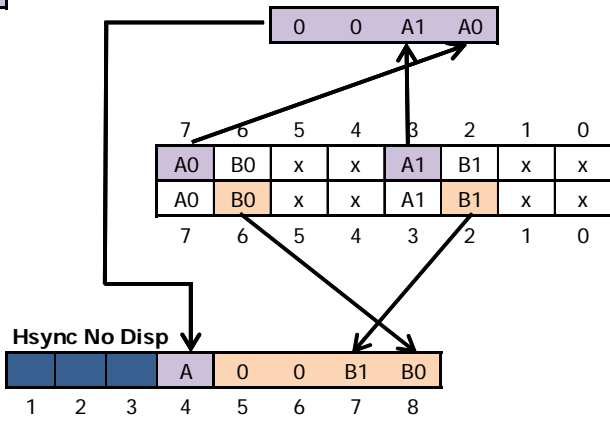 0 0 A1 A0
7 6 5 4 3 2 1 0
A0 B0 x x A1 B1 x x
A0 B0 x x A1 B1 x x
7 6 5 4 3 2 1 0
Hsync No Disp
A 0 0 B1 B0
1 2 3 4 5 6 7 8